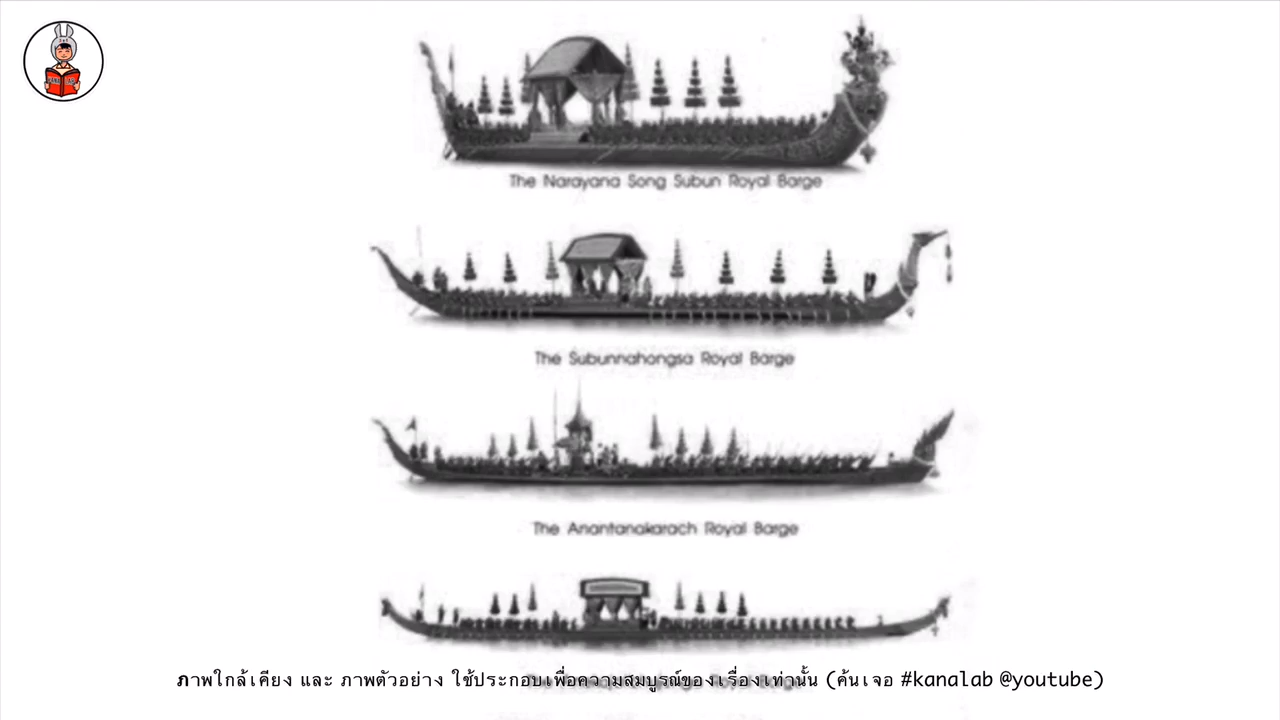 The Narayana Song Subun Royal Barge
The Subunnahongsa Royal Barge
The Anantanakarach Royal Barge
ภาพใกล้เคียง และ ภาพตัวอย่าง ใช้ประกอบเพื่อความสมบูรณ์ของเรื่องเท่านั้น (ค้นเจอ #kanalab @youtube)